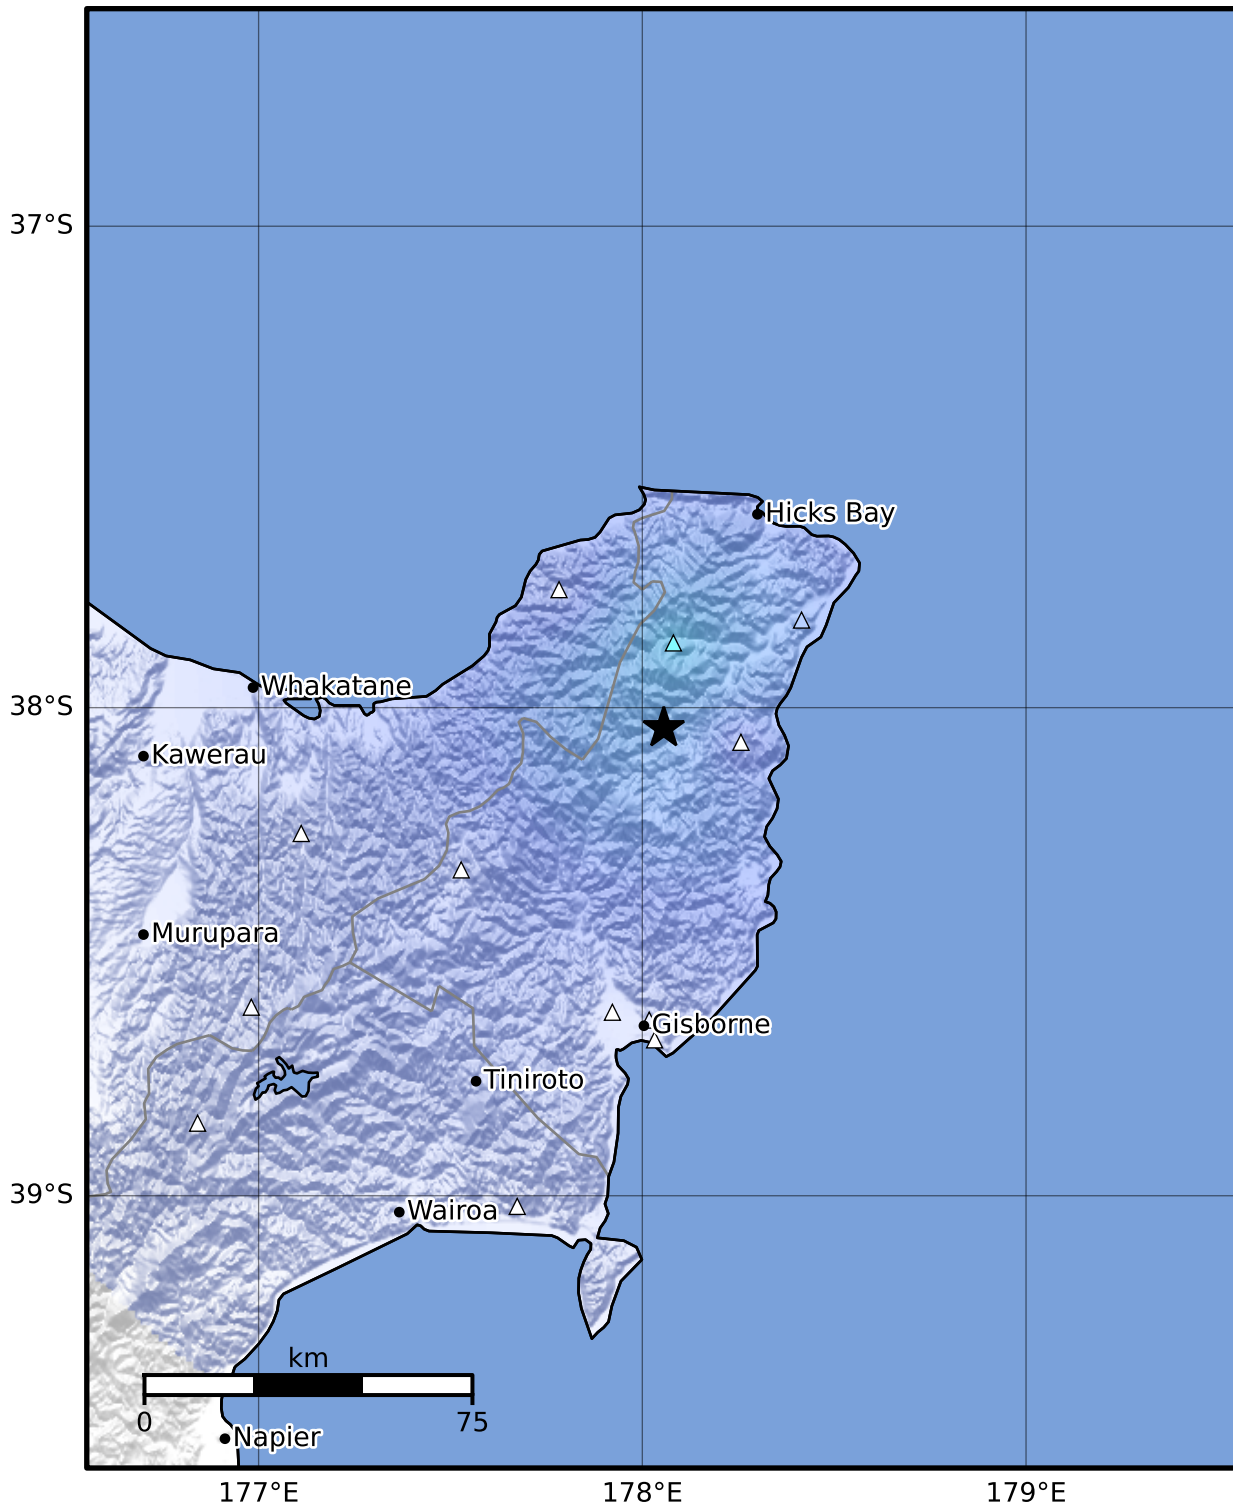 37°S
Hicks Bay
Whakatane
38°S
Kawerau
Murupara
Gisborne
Tiniroto
39°S
Wairoa
km
0
75
Napier
177°E
178°E
179°E